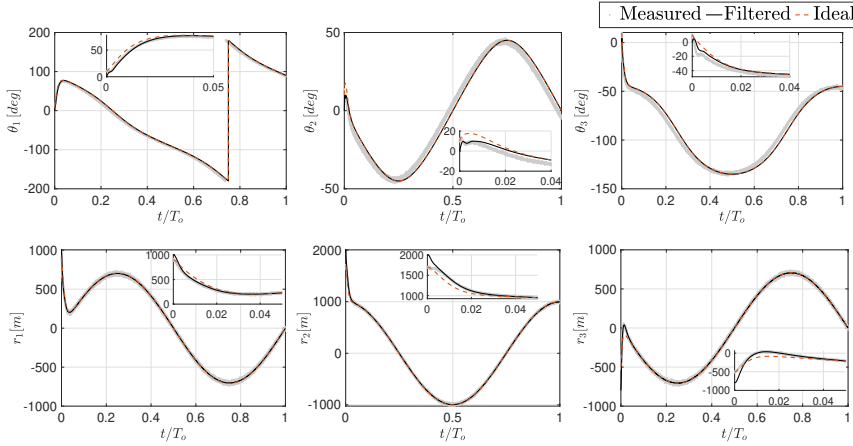 Measured Filtered Ideal
200
100
0
-100
-200
θ1 [deg]
0 0.2 0.4 0.6 0.8 1
t/To
50
0
0 0.05
50
0
-50
θ2 [deg]
0 0.5 1
t/To
20
0
-20
0 0.02 0.04
0
-50
-100
-150
θ3 [deg]
0 0.2 0.4 0.6 0.8 1
t/To
0
-20
-40
0 0.02 0.04
1000
500
0
-500
-1000
r1[m]
0 0.2 0.4 0.6 0.8 1
t/To
1000
500
0
0 0.02 0.04
2000
1000
0
-1000
r2[m]
0 0.5 1
t/To
2000
1500
1000
0 0.02 0.04
1000
500
0
-500
-1000
r3[m]
0 0.2 0.4 0.6 0.8 1
t/To
0
-500
-1000
0 0.02 0.04